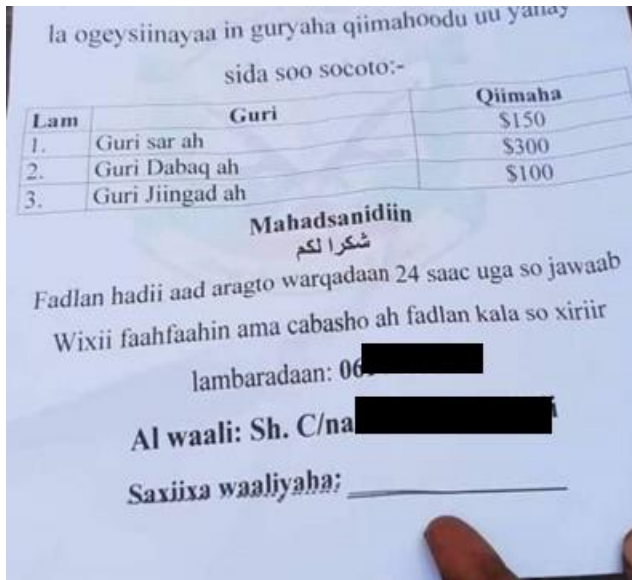 la ogeysiinayaa in guryaha qiimahoodu uu yahay
sida soo socoto:-
Lam Guri Qiimaha
1. Guri sar ah $150
2. Guri Dabaq ah $300
3. Guri Jiingad ah $100
Mahadsanidiin
شكرا لكم
Fadlan hadii aad aragto warqadaan 24 saac uga so jawaab
Wixii faahfaahin ama cabasho ah fadlan kala so xiriir
lambaradaan: 06
Al waali: Sh. C/na
Saxiixa waaliyaha: